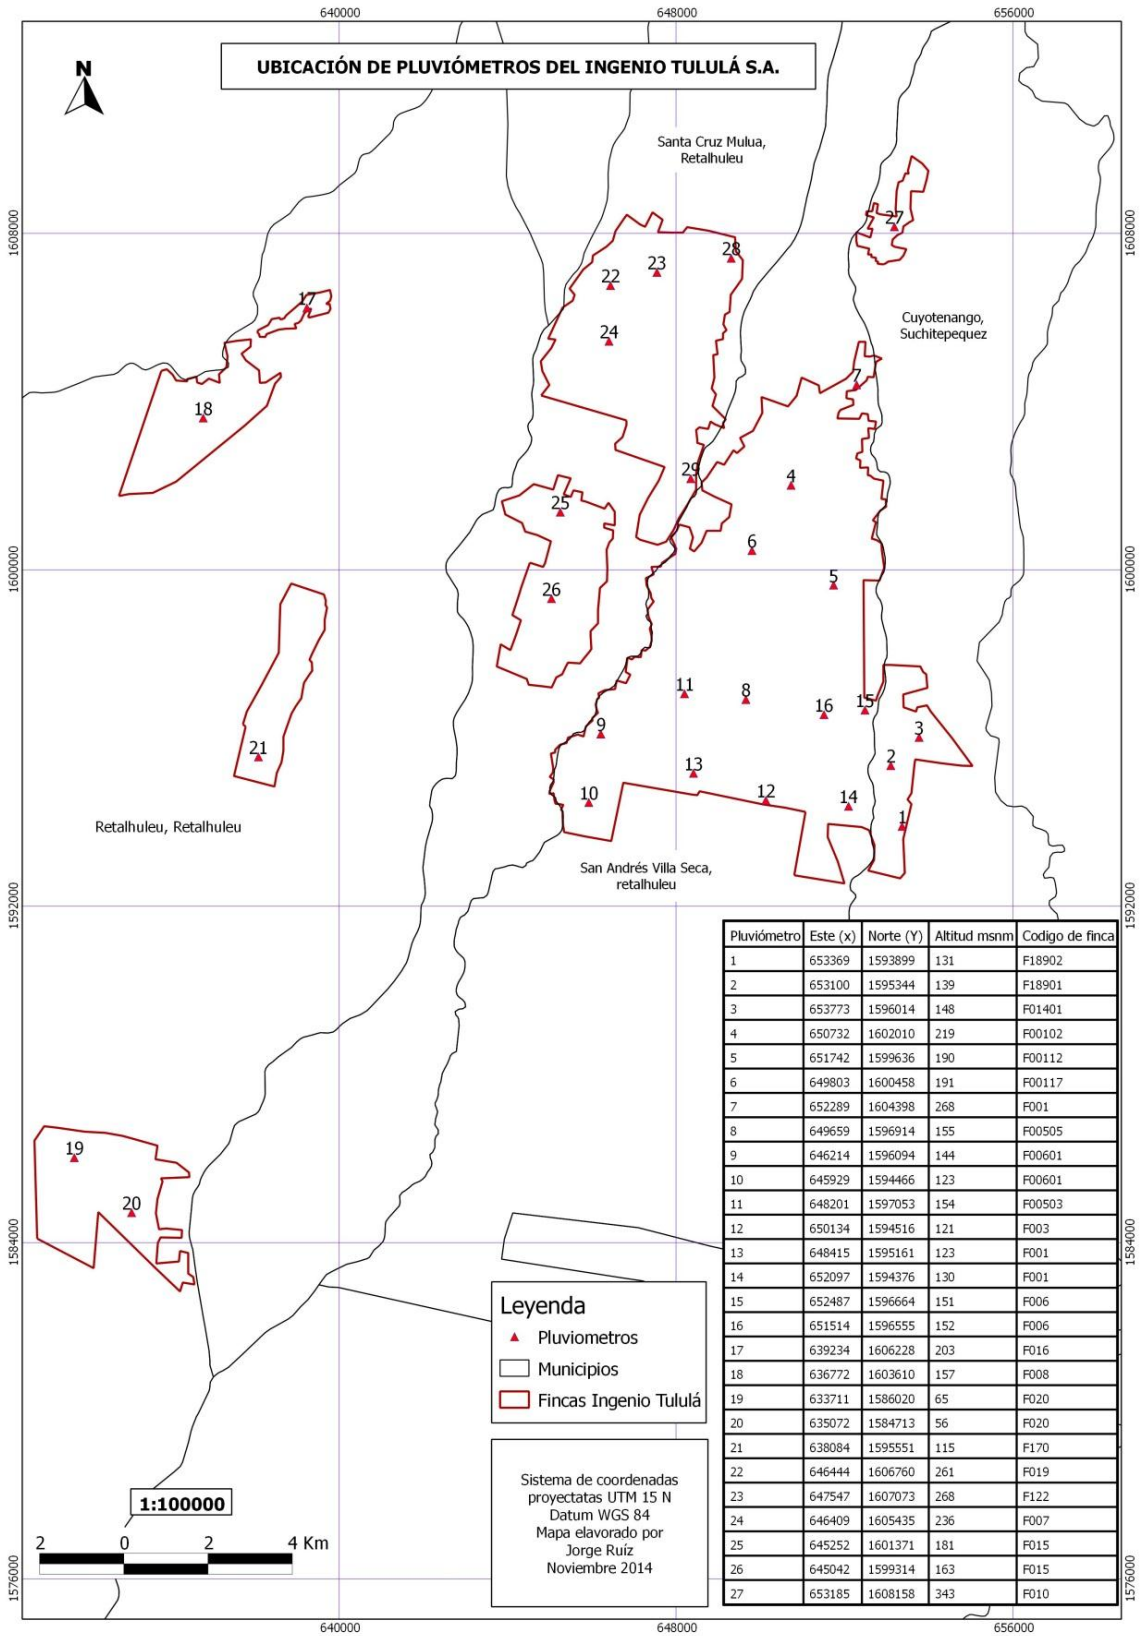 640000
648000
656000
UBICACIÓN DE PLUVIÓMETROS DEL INGENIO TULULÁ S.A.
N
Santa Cruz Mulua,
Retalhuleu
1608000
1608000
27
28
23
22
17
Cuyotenango,
Suchitepequez
24
7
18
29
4
25
6
1600000
1600000
5
26
11
8
15
16
9
3
21
2
13
10
12
14
1
Retalhuleu, Retalhuleu
San Andrés Villa Seca,
retalhuleu
1592000
1592000
Pluviómetro Este (x) Norte (Y) Altitud msnm Codigo de finca
1 653369 1593899 131 F18902
2 653100 1595344 139 F18901
3 653773 1596014 148 F01401
4 650732 1602010 219 F00102
5 651742 1599636 190 F00112
6 649803 1600458 191 F00117
7 652289 1604398 268 F001
8 649659 1596914 155 F00505
9 646214 1596094 144 F00601
10 645929 1594466 123 F00601
11 648201 1597053 154 F00503
12 650134 1594516 121 F003
13 648415 1595161 123 F001
14 652097 1594376 130 F001
15 652487 1596664 151 F006
16 651514 1596555 152 F006
17 639234 1606228 203 F016
18 636772 1603610 157 F008
19 633711 1586020 65 F020
20 635072 1584713 56 F020
21 638084 1595551 115 F170
22 646444 1606760 261 F019
23 647547 1607073 268 F122
24 646409 1605435 236 F007
25 645252 1601371 181 F015
26 645042 1599314 163 F015
27 653185 1608158 343 F010
19
20
1584000
1584000
Leyenda
Pluviometros
Municipios
Fincas Ingenio Tululá
Sistema de coordenadas
proyectatas UTM 15 N
Datum WGS 84
Mapa elavorado por
Jorge Ruíz
Noviembre 2014
1:100000
2 0 2 4 Km
1576000
1576000
640000
648000
656000